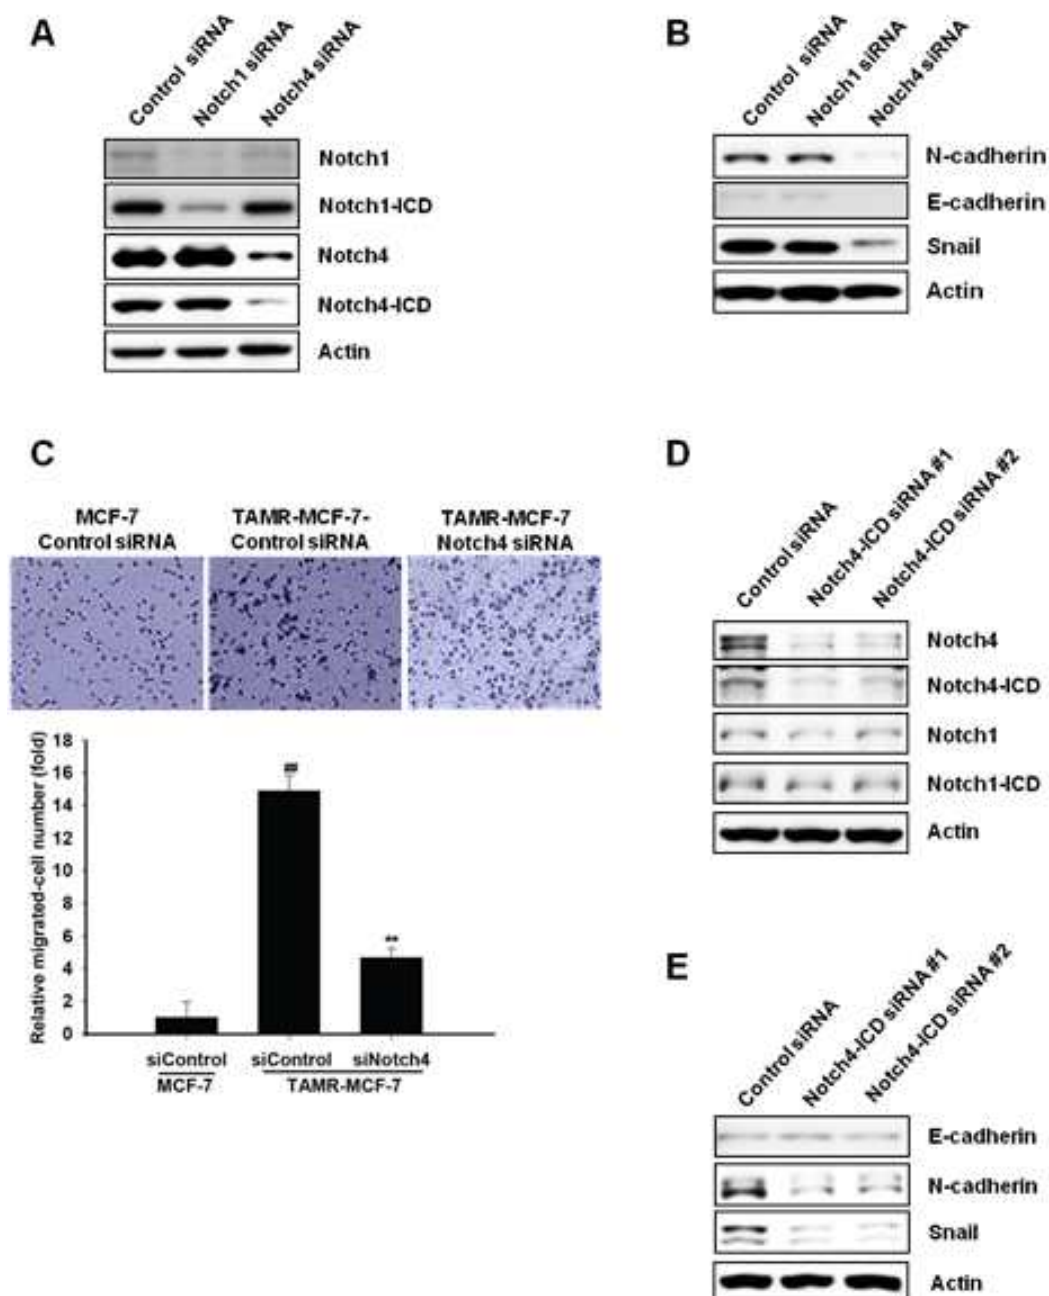 A
Control siRNA
Notch1 siRNA
Notch4 siRNA
Notch1
Notch1-ICD
Notch4
Notch4-ICD
Actin
B
Control siRNA
Notch1 siRNA
Notch4 siRNA
N-cadherin
E-cadherin
Snail
Actin
C
MCF-7
Control siRNA
TAMR-MCF-7-
Control siRNA
TAMR-MCF-7
Notch4 siRNA
Relative migrated-cell number (fold)
18
16
14
12
10
8
6
4
2
0
##
**
siControl
siControl
siNotch4
MCF-7
TAMR-MCF-7
D
Control siRNA
Notch4-ICD siRNA #1
Notch4-ICD siRNA #2
Notch4
Notch4-ICD
Notch1
Notch1-ICD
Actin
E
Control siRNA
Notch4-ICD siRNA #1
Notch4-ICD siRNA #2
E-cadherin
N-cadherin
Snail
Actin